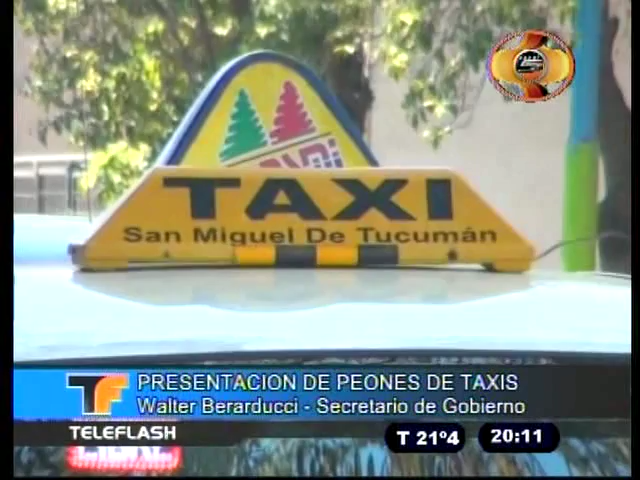 TAXI
San Miguel De Tucumán
TF
PRESENTACION DE PEONES DE TAXIS
Walter Berarducci - Secretario de Gobierno
TELEFLASH
T 21º4
20:11